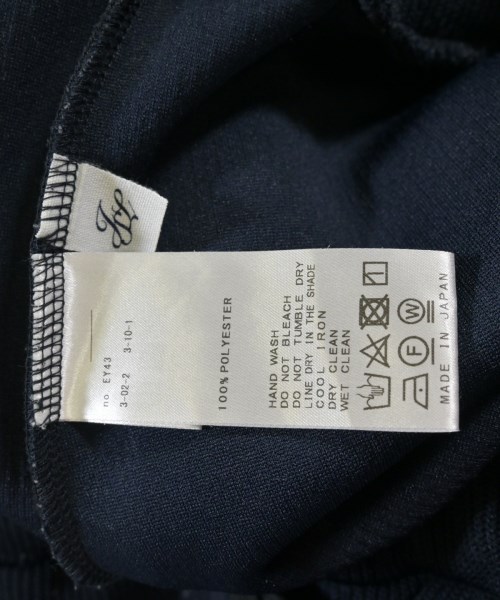 no. EY43
3-02-2 3-10-1
100% POLYESTER
HAND WASH
DO NOT BLEACH
DO NOT TUMBLE DRY
LINE DRY IN THE SHADE
COOL IRON
DRY CLEAN
WET CLEAN
F W
MADE IN JAPAN